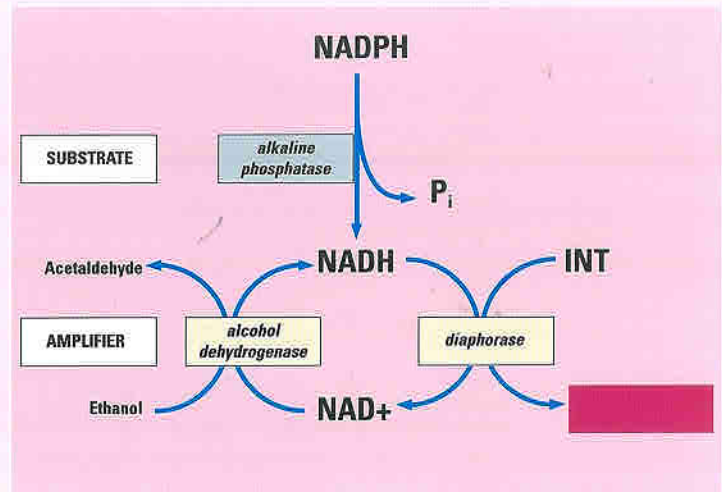 NADPH
SUBSTRATE
alkaline
phosphatase
Pi
Acetaldehyde
NADH
INT
AMPLIFIER
alcohol
dehydrogenase
diaphorase
Ethanol
NAD+